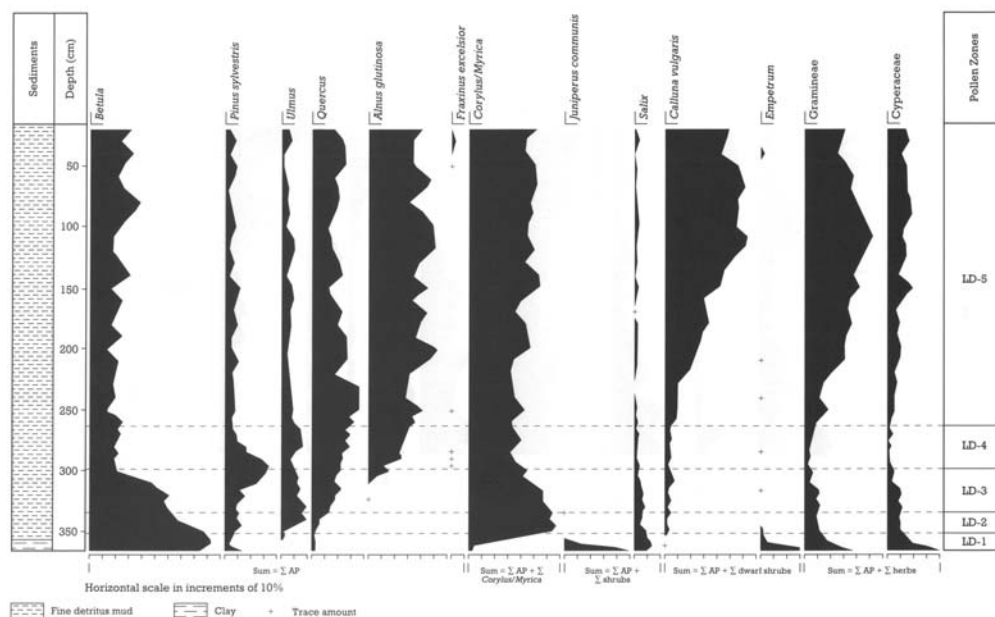 Sediments
Depth (cm)
Betula
Pinus sylvestris
Ulmus
Quercus
Alnus glutinosa
Fraxinus excelsior
Corylus/Myrica
Juniperus communis
Salix
Calluna vulgaris
Empetrum
Gramineae
Cyperaceae
Pollen Zones
50
100
150
200
250
300
350
LD-5
LD-4
LD-3
LD-2
LD-1
Sum = ∑ AP
Sum = ∑ AP + ∑
Corylus/Myrica
Sum = ∑ AP +
∑ shrubs
Sum = ∑ AP + ∑ dwarf shrubs
Sum = ∑ AP + ∑ herbs
Horizontal scale in increments of 10%
Fine detritus mud
Clay
+ Trace amount